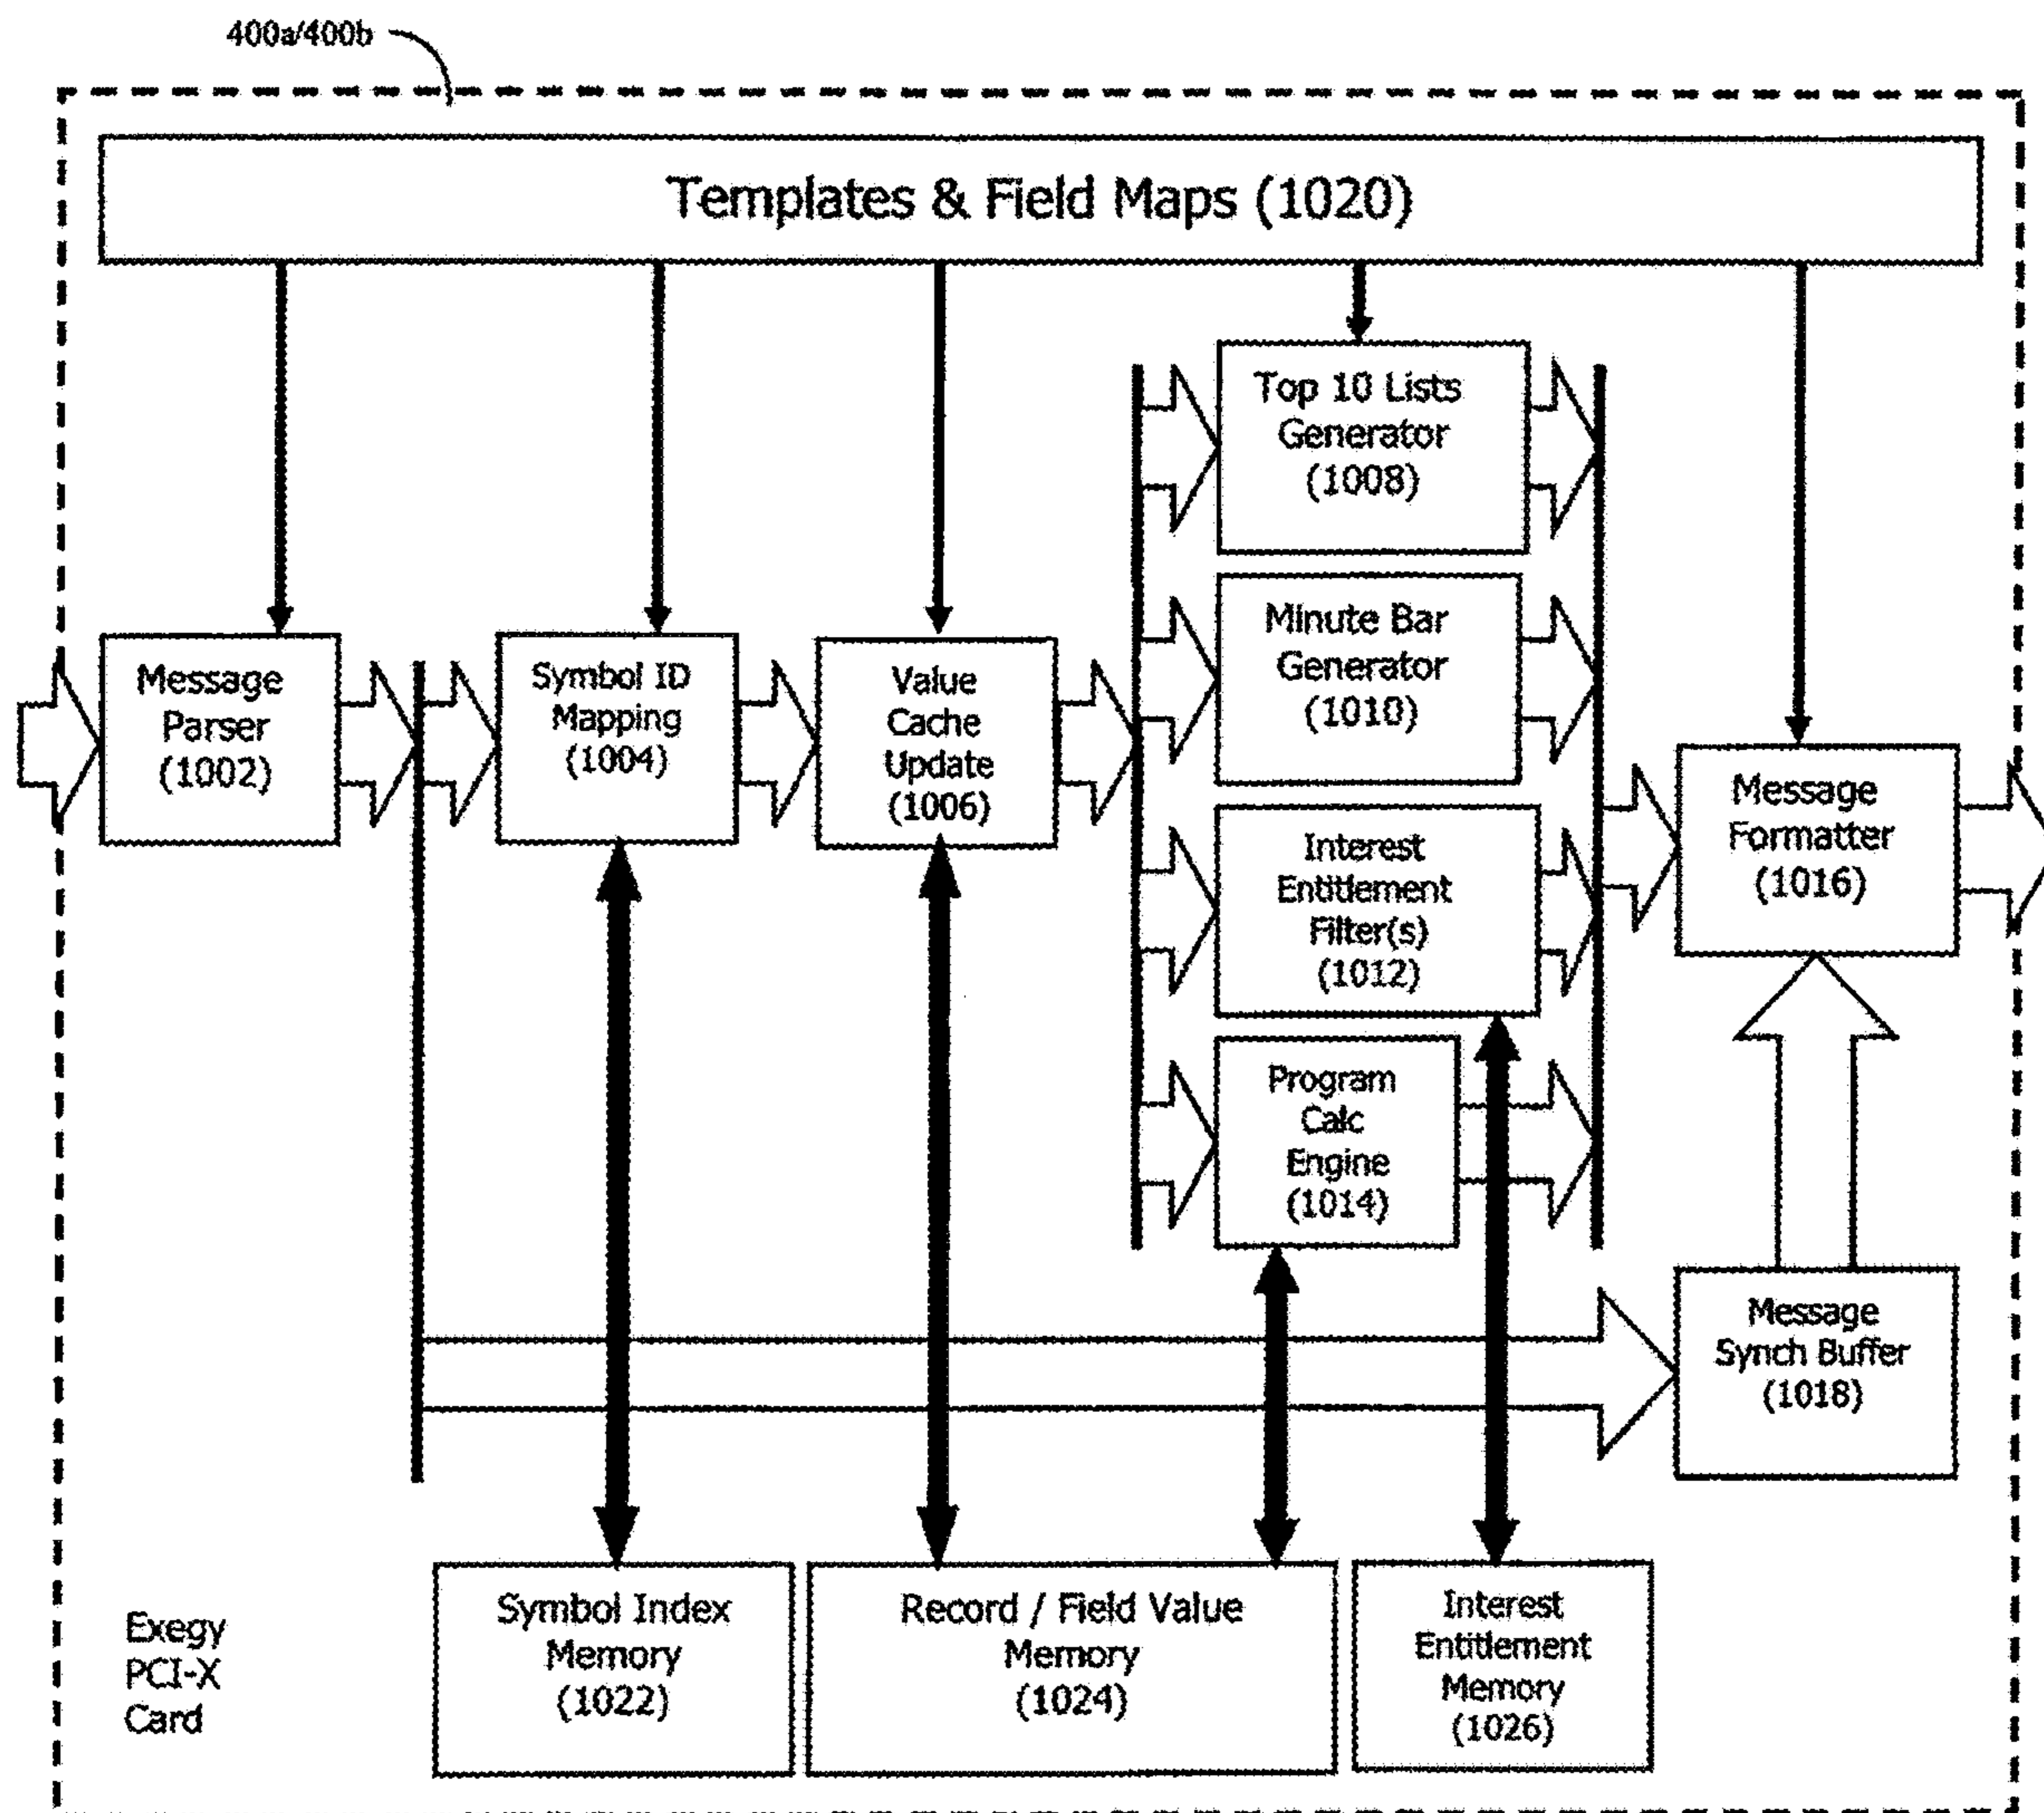 400a/400b
Templates & Field Maps (1020)
Top 10 Lists
Generator
(1008)
Minute Bar
Generator
(1010)
Message
Parser
(1002)
Symbol ID
Mapping
(1004)
Value
Cache
Update
(1006)
Interest
Entitlement
Filter(s)
(1012)
Message
Formatter
(1016)
Program
Calc
Engine
(1014)
Message
Synch Buffer
(1018)
Exegy
PCI-X
Card
Symbol Index
Memory
(1022)
Record / Field Value
Memory
(1024)
Interest
Entitlement
Memory
(1026)